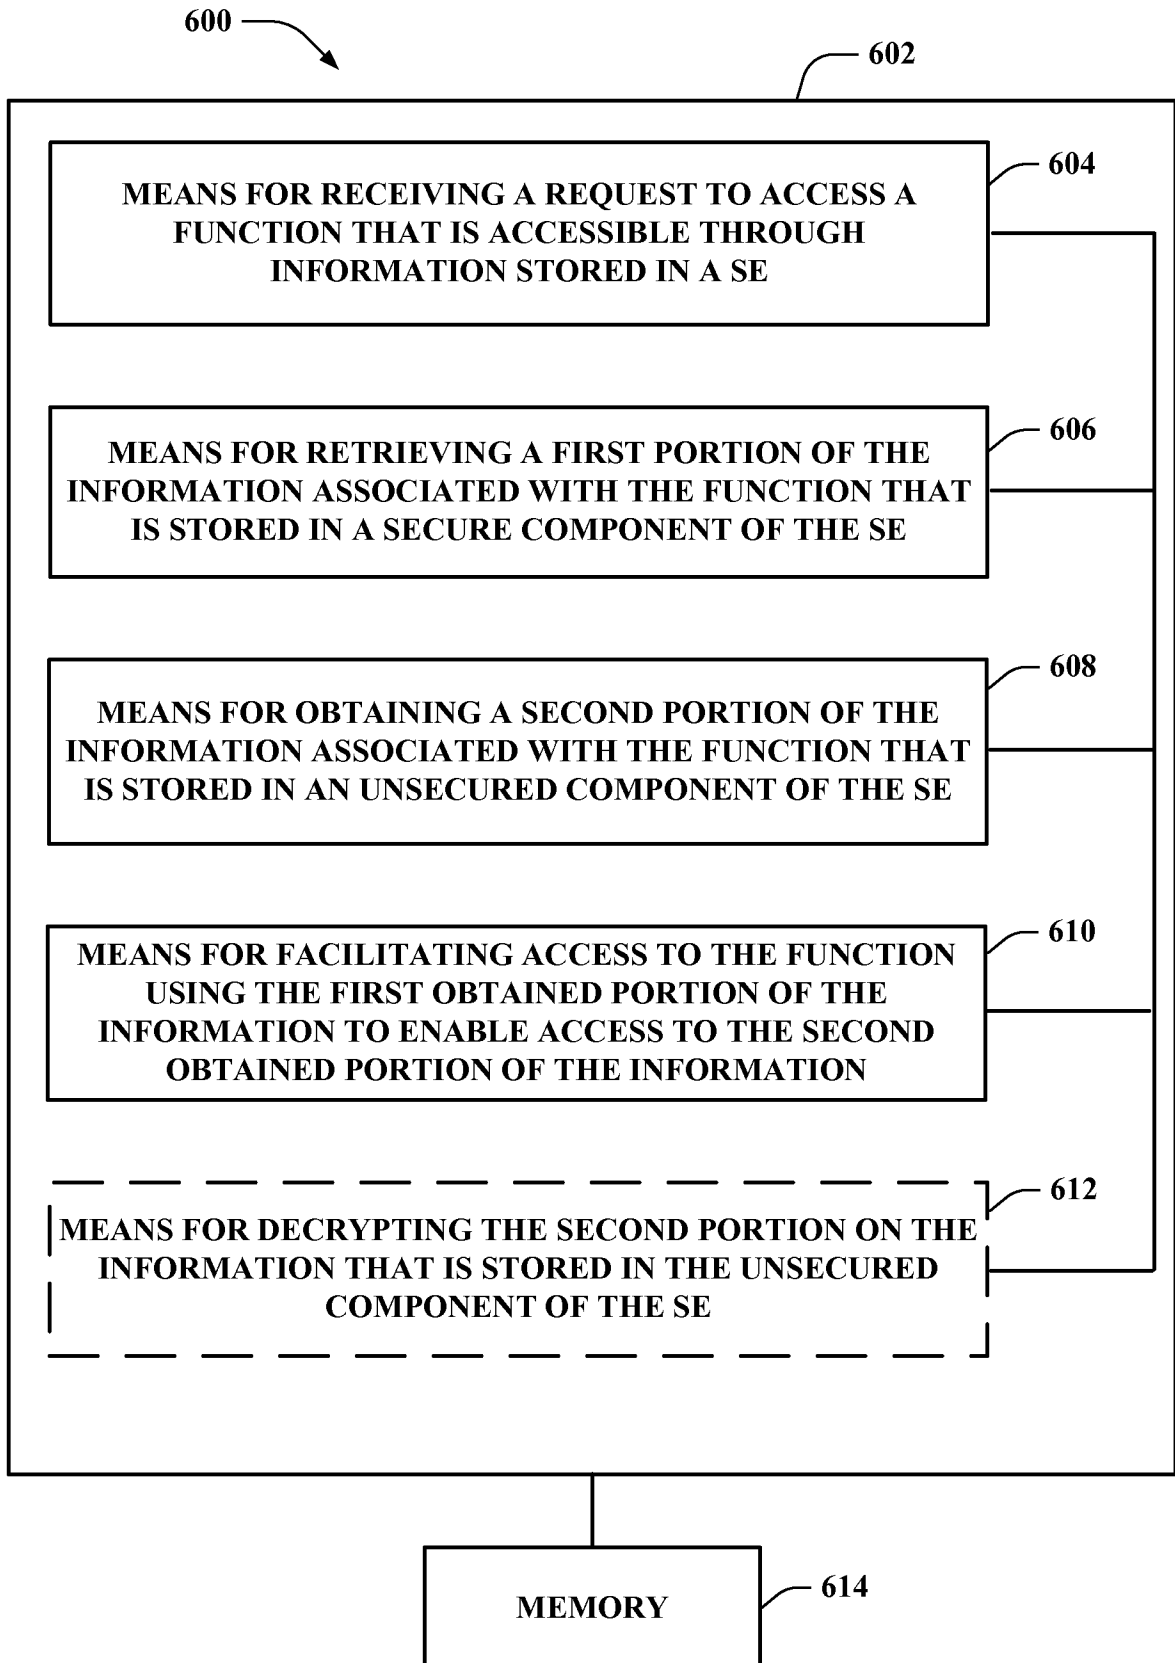 600
602
604
MEANS FOR RECEIVING A REQUEST TO ACCESS A
FUNCTION THAT IS ACCESSIBLE THROUGH
INFORMATION STORED IN A SE
606
MEANS FOR RETRIEVING A FIRST PORTION OF THE
INFORMATION ASSOCIATED WITH THE FUNCTION THAT
IS STORED IN A SECURE COMPONENT OF THE SE
608
MEANS FOR OBTAINING A SECOND PORTION OF THE
INFORMATION ASSOCIATED WITH THE FUNCTION THAT
IS STORED IN AN UNSECURED COMPONENT OF THE SE
610
MEANS FOR FACILITATING ACCESS TO THE FUNCTION
USING THE FIRST OBTAINED PORTION OF THE
INFORMATION TO ENABLE ACCESS TO THE SECOND
OBTAINED PORTION OF THE INFORMATION
612
MEANS FOR DECRYPTING THE SECOND PORTION ON THE
INFORMATION THAT IS STORED IN THE UNSECURED
COMPONENT OF THE SE
614
MEMORY